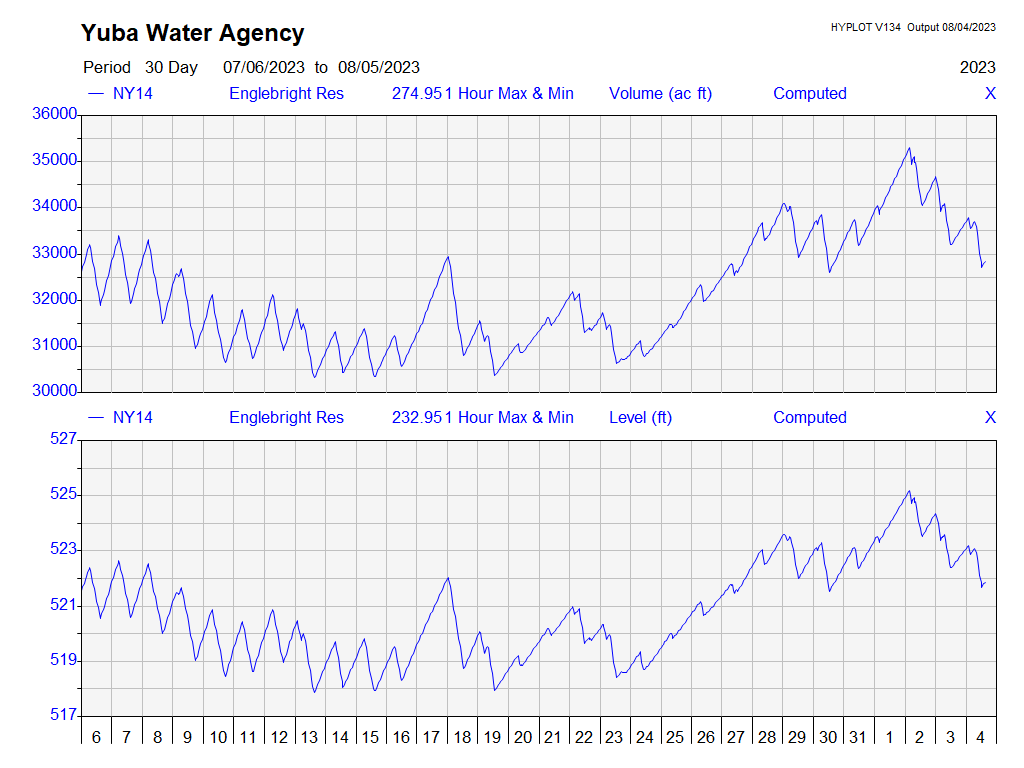 Yuba Water Agency
HYPLOT V134 Output 08/04/2023
Period 30 Day 07/06/2023 to 08/05/2023 2023
NY14 Englebright Res 274.951 Hour Max & Min Volume (ac ft) Computed X
36000
35000
34000
33000
32000
31000
30000
NY14 Englebright Res 232.951 Hour Max & Min Level (ft) Computed X
527
525
523
521
519
517
6 7 8 9 10 11 12 13 14 15 16 17 18 19 20 21 22 23 24 25 26 27 28 29 30 31 1 2 3 4